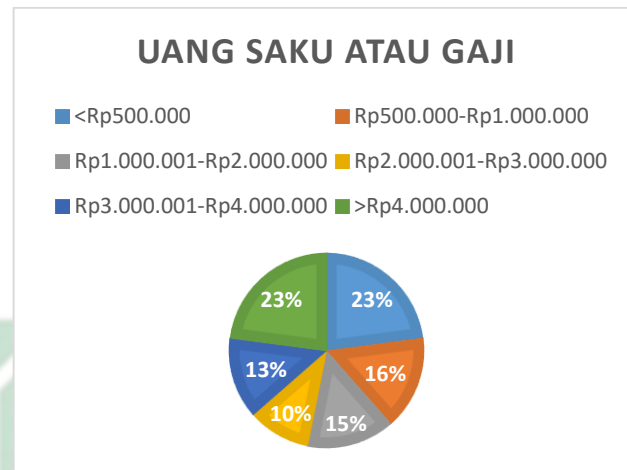 UANG SAKU ATAU GAJI
<Rp500.000 Rp500.000-Rp1.000.000
Rp1.000.001-Rp2.000.000 Rp2.000.001-Rp3.000.000
Rp3.000.001-Rp4.000.000 >Rp4.000.000
23% 23%
13% 16%
10% 15%